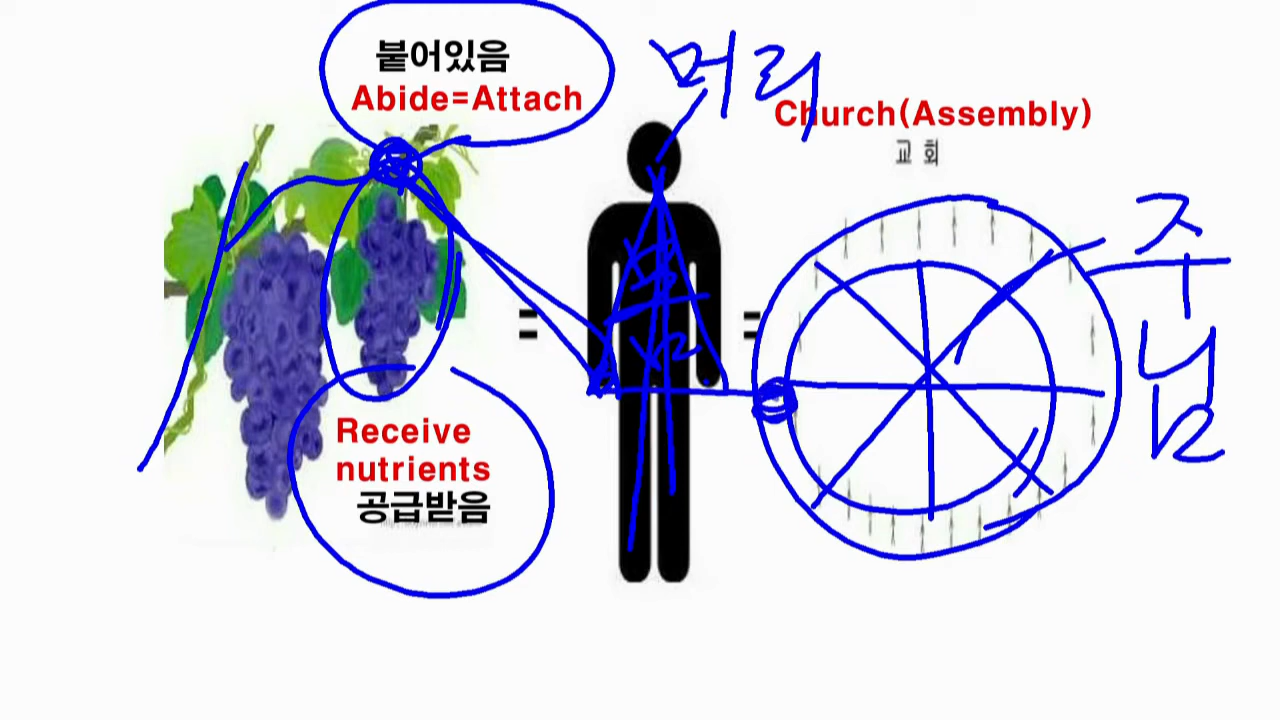 붙어있음
Abide=Attach
머리
Church(Assembly)
교 회
=
=
주님
Receive
nutrients
공급받음